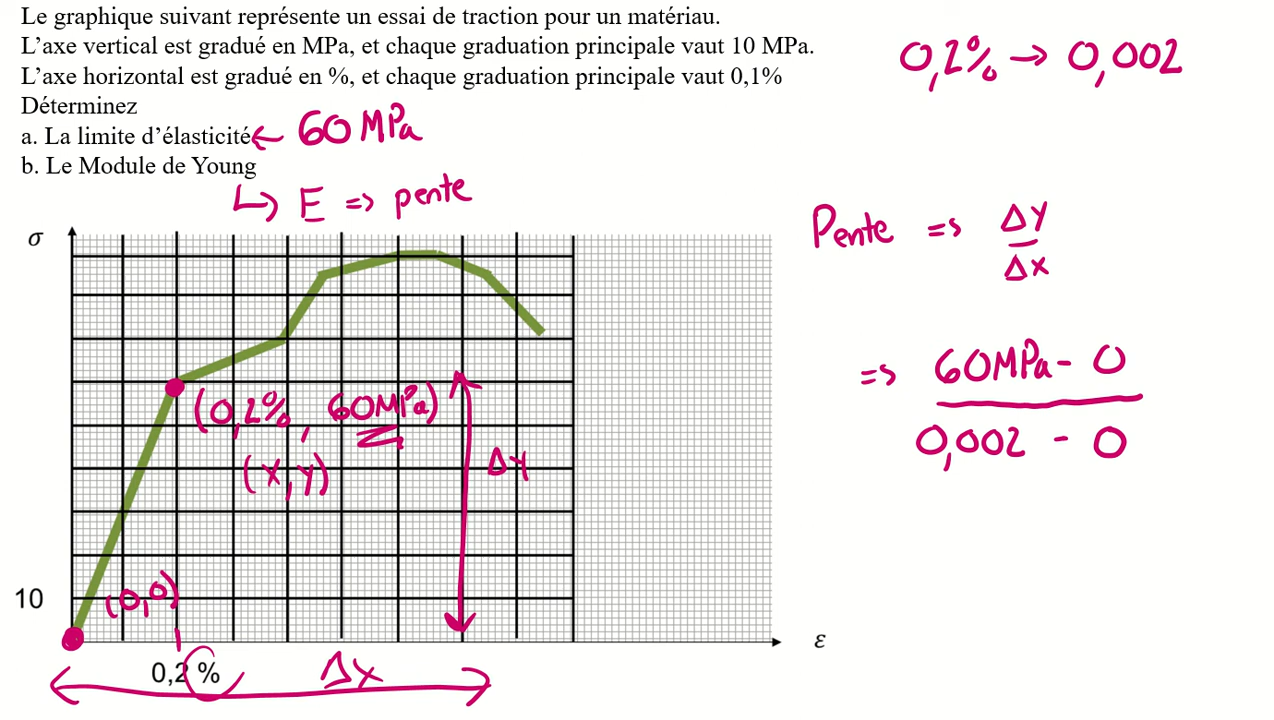 Le graphique suivant représente un essai de traction pour un matériau.
L'axe vertical est gradué en MPa, et chaque graduation principale vaut 10 MPa.
L'axe horizontal est gradué en %, et chaque graduation principale vaut 0,1%
Déterminez
a. La limite d'élasticité ← 60 MPa
b. Le Module de Young
↳ E => pente
0,2% → 0,002
Pente => ΔY
ΔX
=> 60MPa - 0
0,002 - 0
σ
(0,2%, 60MPa)
(X,Y)
ΔY
(0,0)
10
ε
0,2 %
ΔX